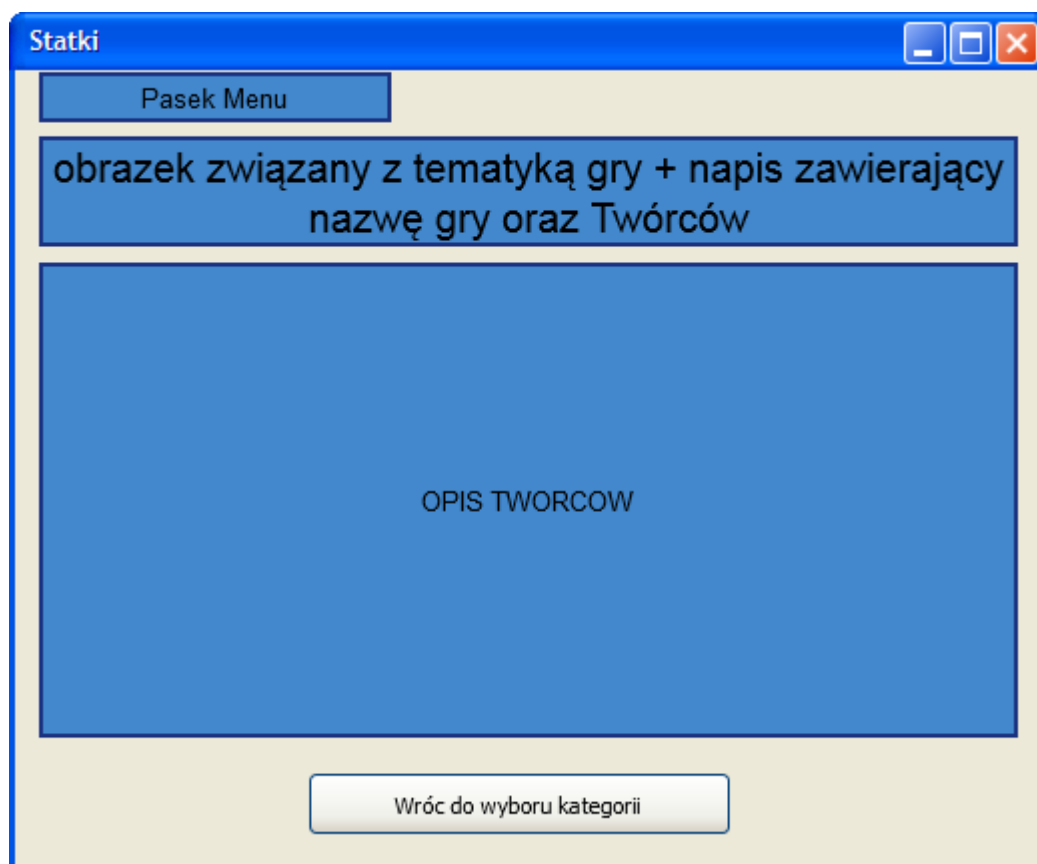 Statki
Pasek Menu
obrazek związany z tematyką gry + napis zawierający
nazwę gry oraz Twórców
OPIS TWORCOW
Wróc do wyboru kategorii